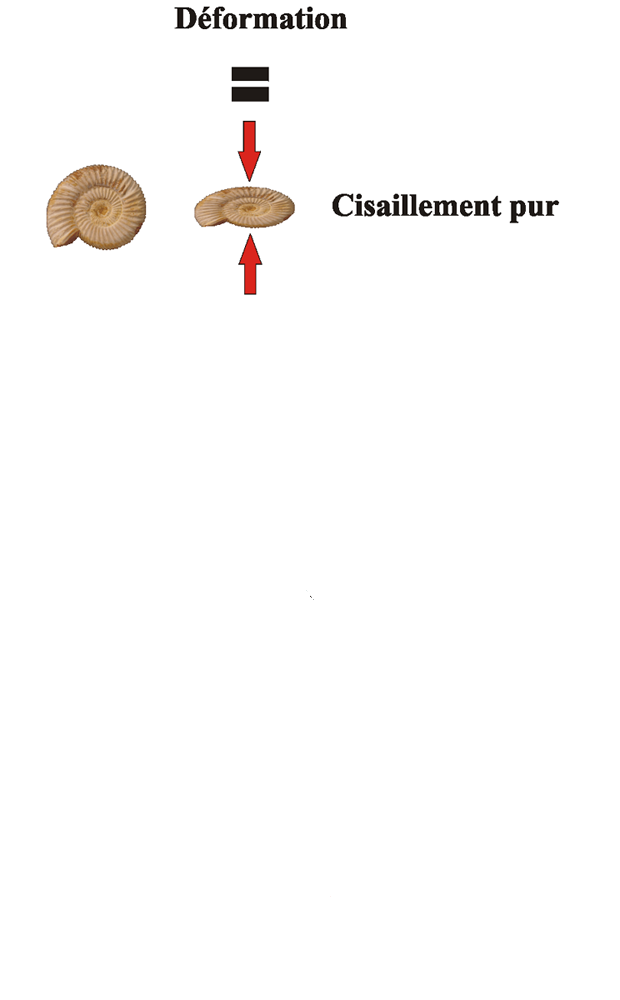 Déformation
=
Cisaillement pur